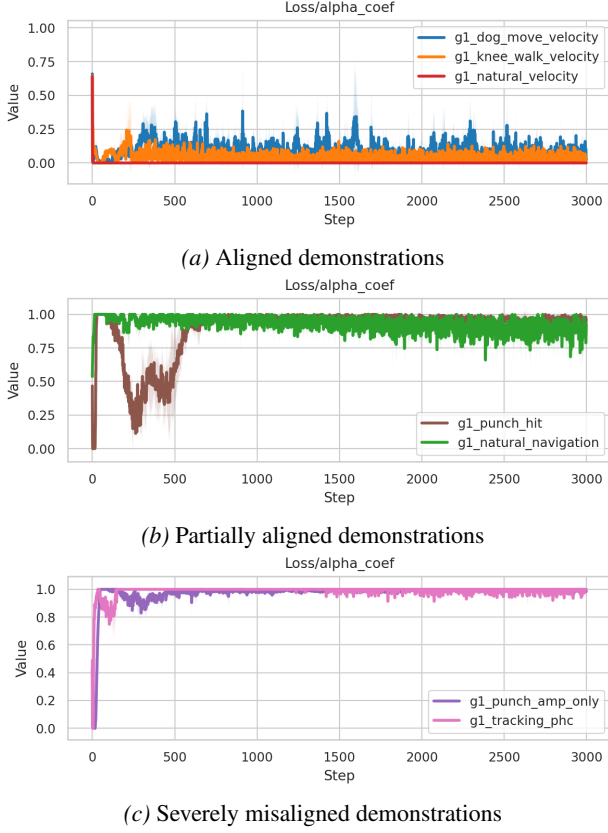 Loss/alpha_coef
1.00
0.75
0.50
0.25
0.00
Value
g1_dog_move_velocity
g1_knee_walk_velocity
g1_natural_velocity
0 500 1000 1500 2000 2500 3000
Step
(a) Aligned demonstrations
Loss/alpha_coef
1.00
0.75
0.50
0.25
0.00
Value
g1_punch_hit
g1_natural_navigation
0 500 1000 1500 2000 2500 3000
Step
(b) Partially aligned demonstrations
Loss/alpha_coef
1.0
0.8
0.6
0.4
0.2
0.0
Value
g1_punch_amp_only
g1_tracking_phc
0 500 1000 1500 2000 2500 3000
Step
(c) Severely misaligned demonstrations